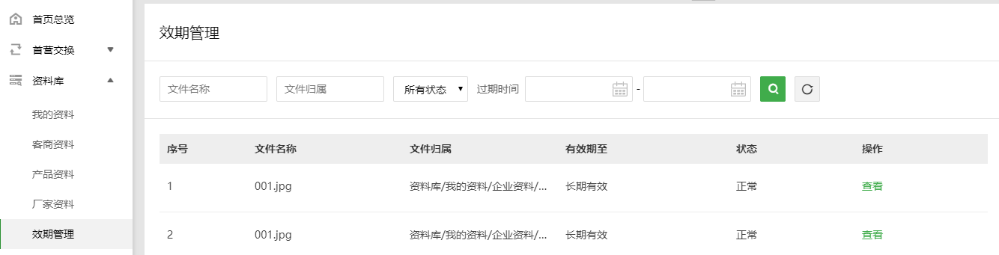 首页总览
首营交换
资料库
我的资料
客商资料
产品资料
厂家资料
效期管理
效期管理
文件名称 文件归属 所有状态 过期时间 -
序号 文件名称 文件归属 有效期至 状态 操作
1 001.jpg 资料库/我的资料/企业资料/... 长期有效 正常 查看
2 001.jpg 资料库/我的资料/企业资料/... 长期有效 正常 查看